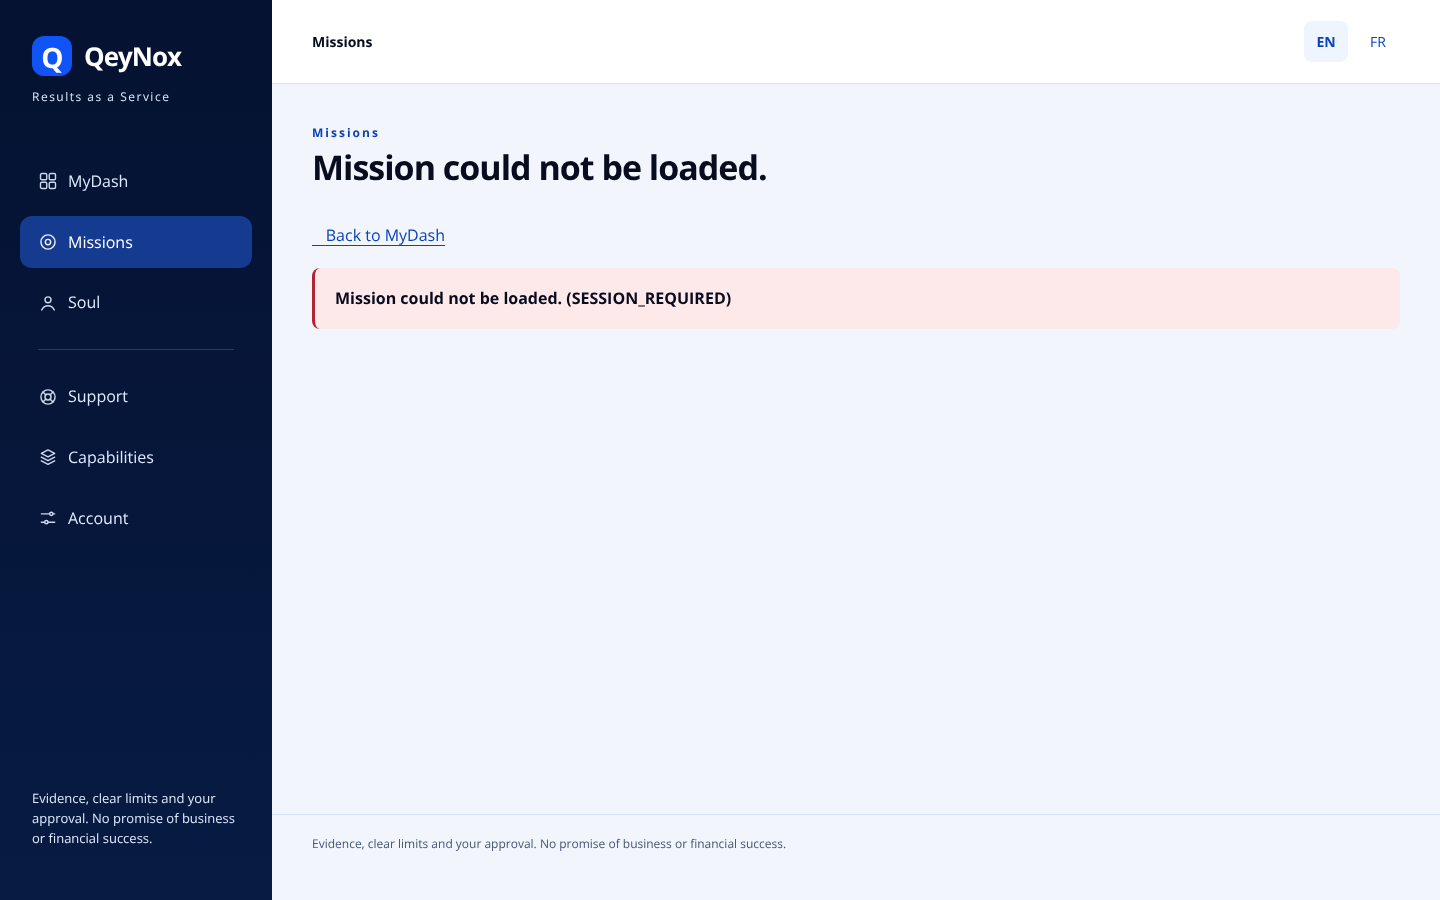 Q QeyNox
Results as a Service
MyDash
Missions
Soul
Support
Capabilities
Account
Evidence, clear limits and your
approval. No promise of business
or financial success.
Missions
EN FR
Missions
Mission could not be loaded.
Back to MyDash
Mission could not be loaded. (SESSION_REQUIRED)
Evidence, clear limits and your approval. No promise of business or financial success.